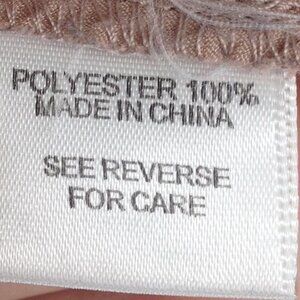 POLYESTER 100%
MADE IN CHINA
SEE REVERSE
FOR CARE